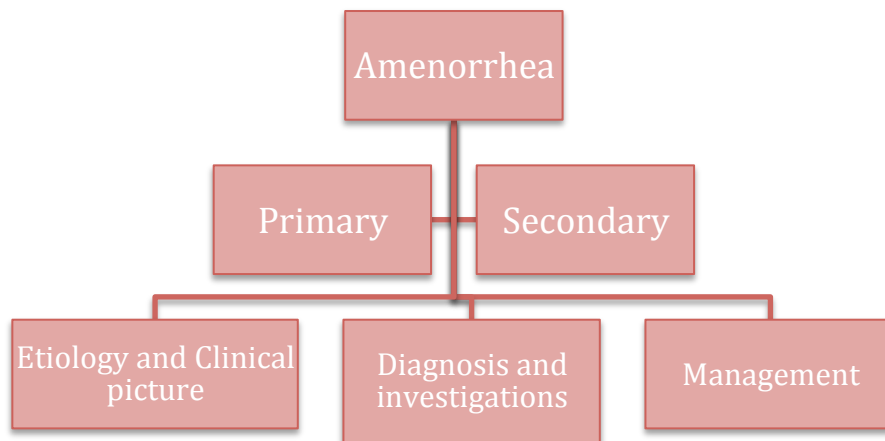 Amenorrhea
Primary
Secondary
Etiology and Clinical
picture
Diagnosis and
investigations
Management